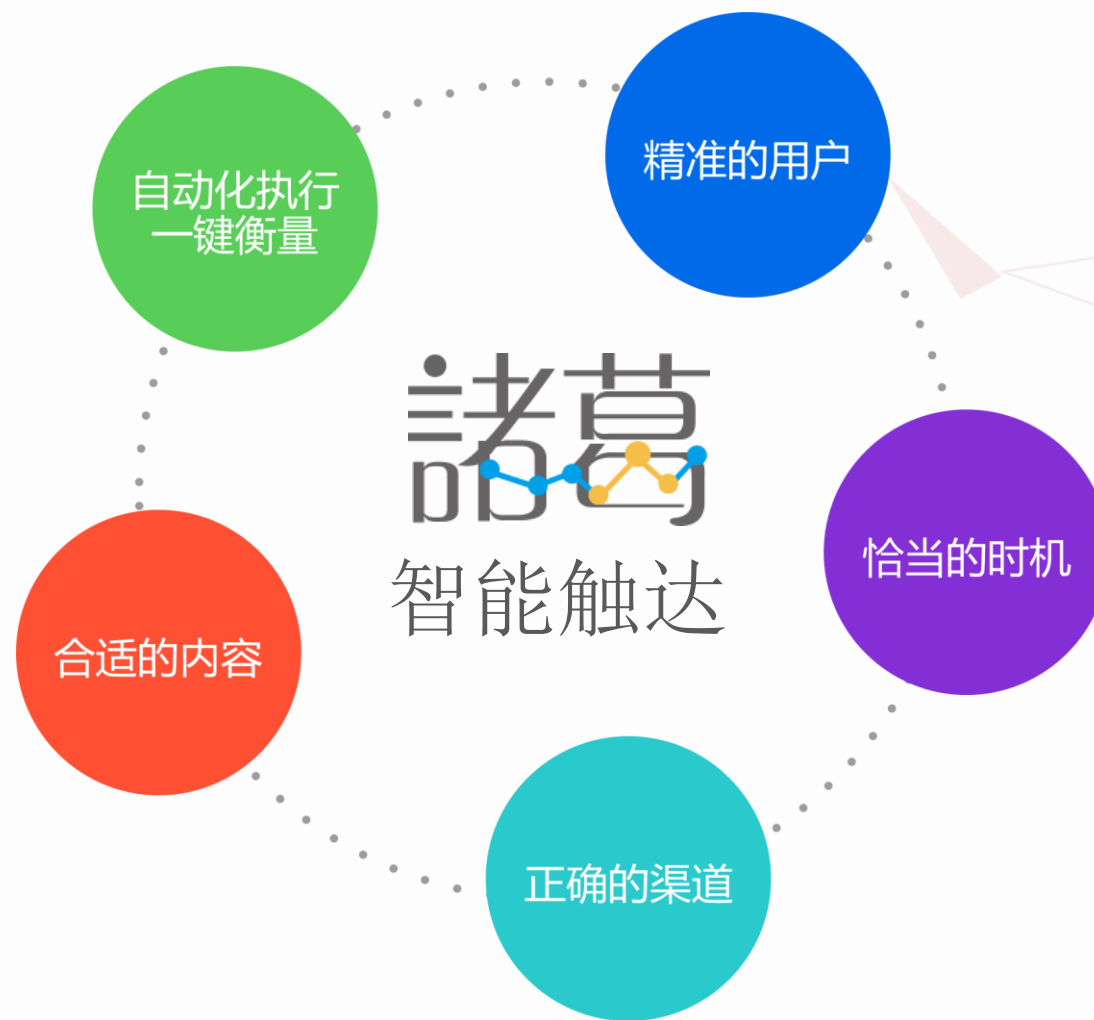 精准的用户
自动化执行
一键衡量
諸葛
智能触达
恰当的时机
合适的内容
正确的渠道